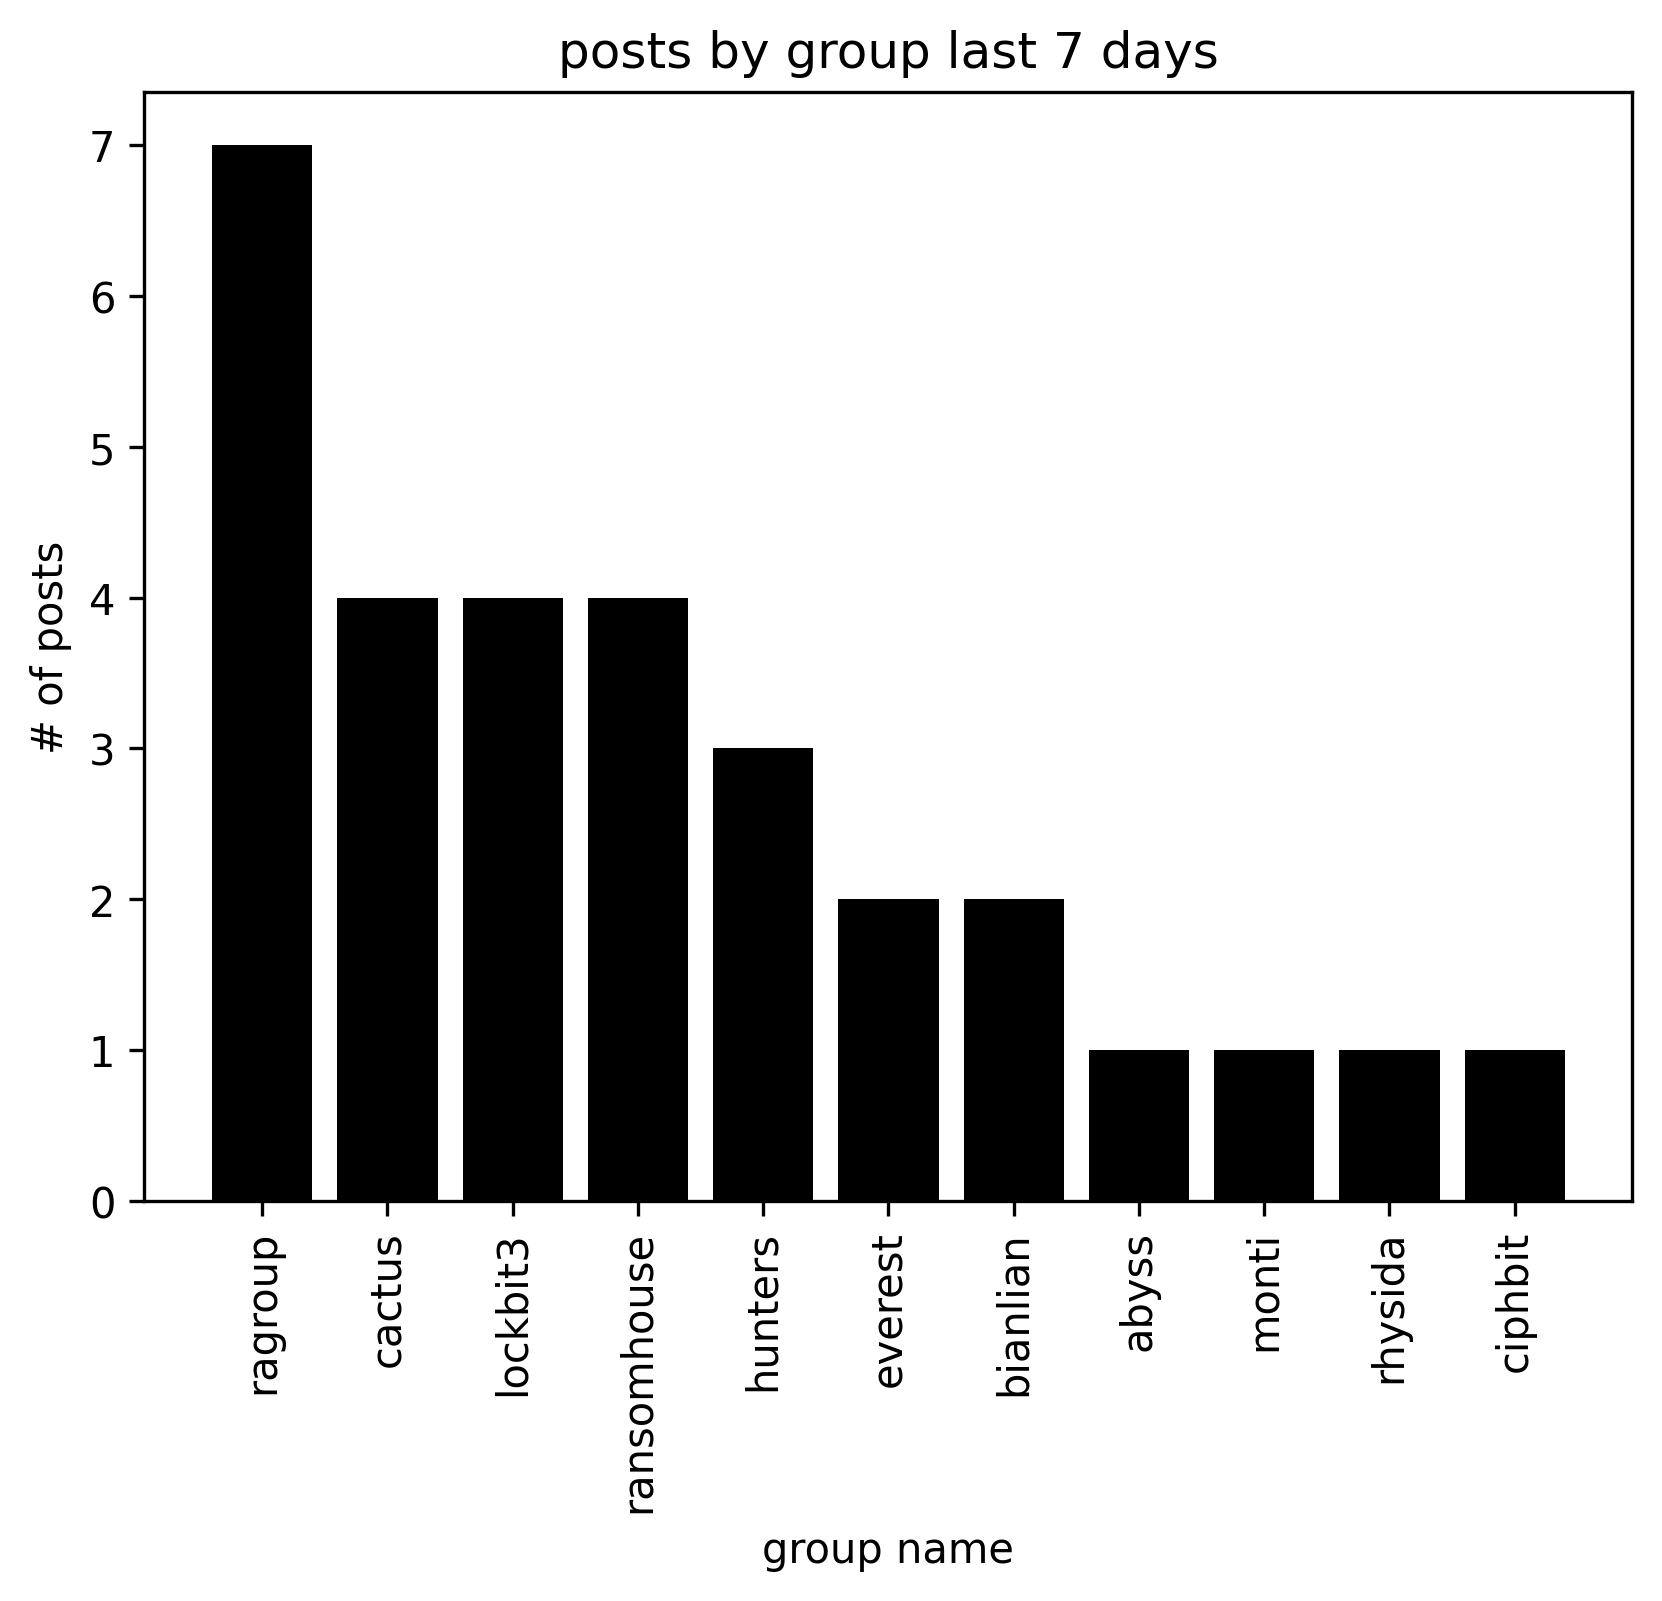 posts by group last 7 days
# of posts
7
6
5
4
3
2
1
0
ragroup
cactus
lockbit3
ransomhouse
hunters
everest
bianlian
abyss
monti
rhysida
ciphbit
group name